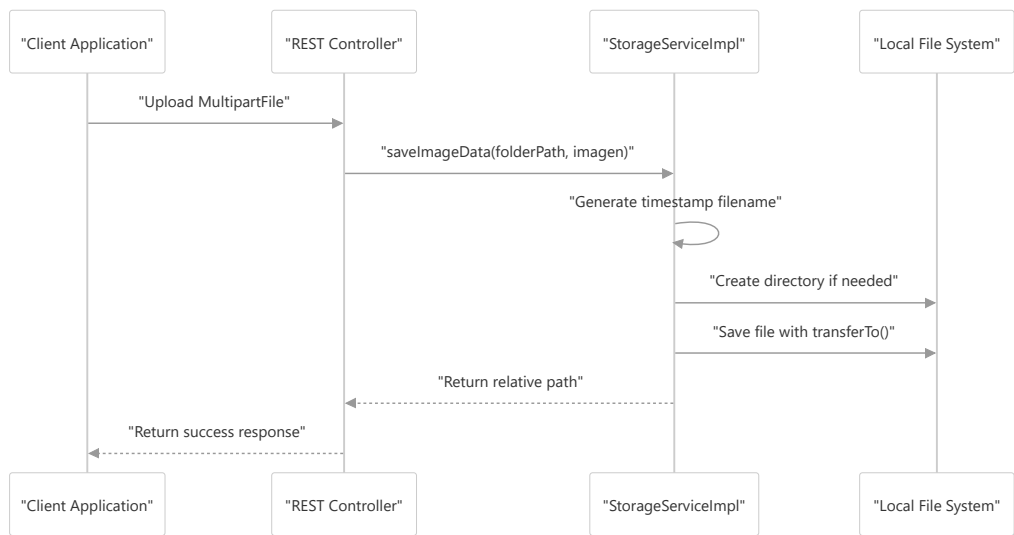 "Client Application"
"REST Controller"
"StorageServiceImpl"
"Local File System"
"Upload MultipartFile"
"saveImageData(folderPath, imagen)"
"Generate timestamp filename"
"Create directory if needed"
"Save file with transferTo()"
"Return relative path"
"Return success response"
"Client Application"
"REST Controller"
"StorageServiceImpl"
"Local File System"